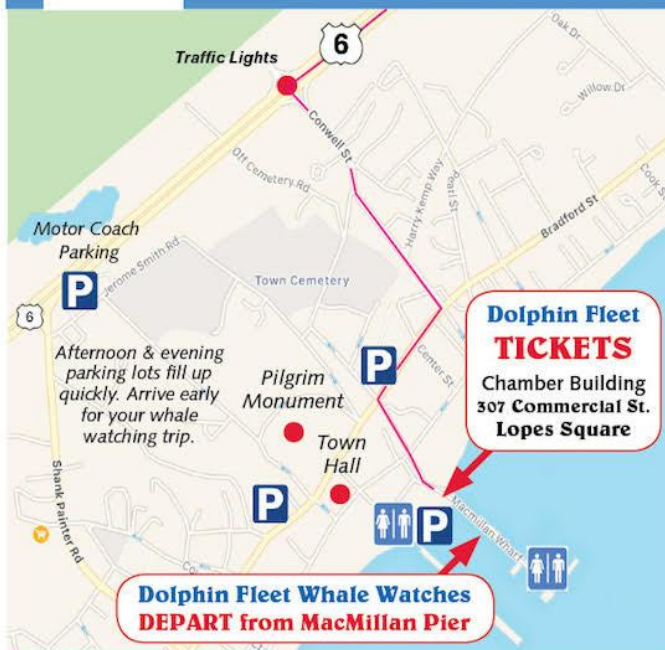 Traffic Lights
6
Oak Dr
Willow Dr
Conwell St
Off Cemetery Rd
Harry Kemp Way
Pearl St
Bradford St
Cook S
Motor Coach
Parking
P
Jerome Smith Rd
Town Cemetery
6
Dolphin Fleet
TICKETS
Chamber Building
307 Commercial St.
Lopes Square
Afternoon & evening
parking lots fill up
quickly. Arrive early
for your whale
watching trip.
P
Center St
Pilgrim
Monument
Town
Hall
Shank Painter Rd
P
P
Macmillan Wharf
Dolphin Fleet Whale Watches
DEPART from MacMillan Pier